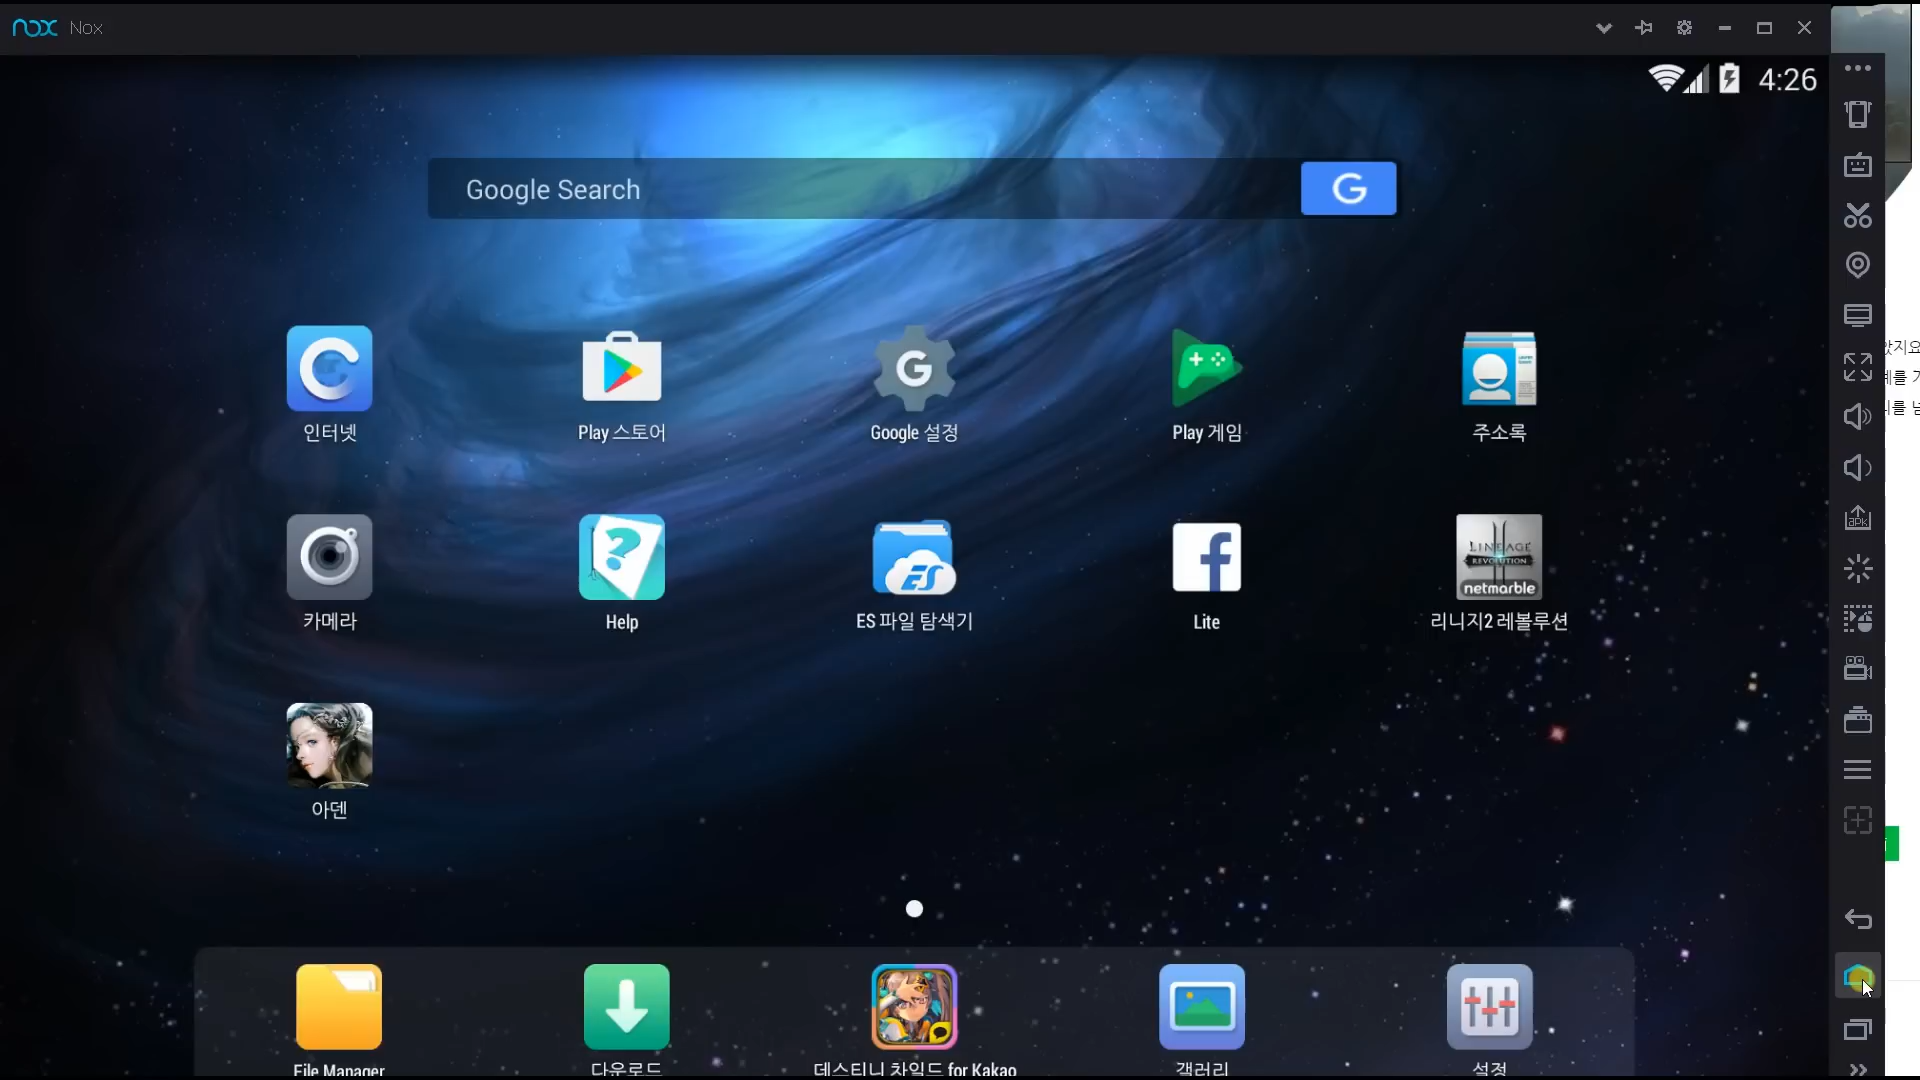 nox Nox
4:26
Google Search
G
인터넷
Play 스토어
Google 설정
Play 게임
주소록
카메라
Help
ES 파일 탐색기
Lite
리니지2 레볼루션
LINEAGE
REVOLUTION
netmarble
ES
apk
아덴
File Manager
다운로드
데스티니 차일드 for Kakao
갤러리
설정